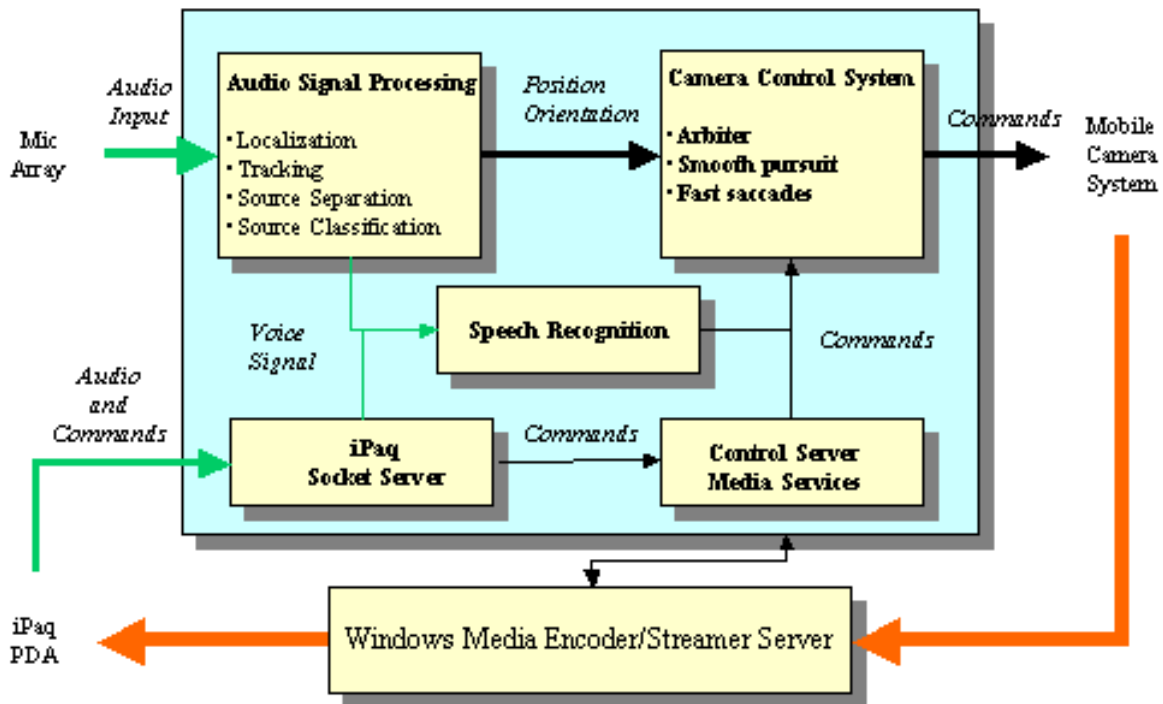 Audio Signal Processing
• Localization
• Tracking
• Source Separation
• Source Classification
Camera Control System
• Arbiter
• Smooth pursuit
• Fast saccades
Audio
Input
Position
Orientation
Commands
Mic
Array
Mobile
Camera
System
Speech Recognition
Voice
Signal
Commands
Audio
and
Commands
iPaq
Socket Server
Commands
Control Server
Media Services
iPaq
PDA
Windows Media Encoder/Streamer Server